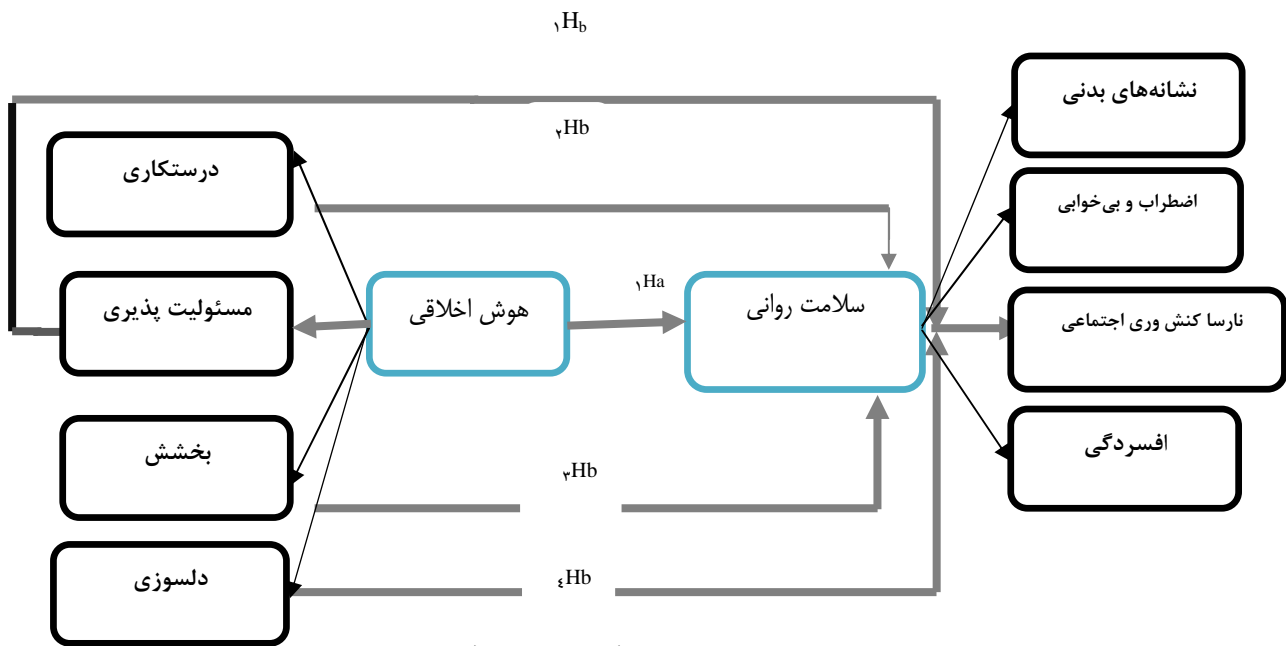 ۱Hb
نشانه‌های بدنی
۲Hb
درستکاری
اضطراب و بی‌خوابی
۱Ha
مسئولیت پذیری
هوش اخلاقی
سلامت روانی
نارسا کنش وری اجتماعی
بخشش
افسردگی
۳Hb
دلسوزی
٤Hb